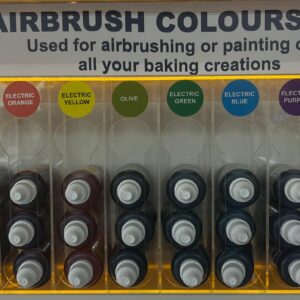 AIRBRUSH COLOURS
Used for airbrushing or painting
all your baking creations
ELECTRIC
ORANGE
ELECTRIC
YELLOW
OLIVE
ELECTRIC
GREEN
ELECTRIC
BLUE
ELECTRIC